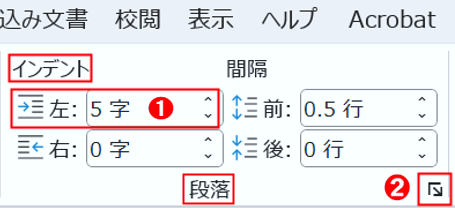 込み文書 校閲 表示 ヘルプ Acrobat
インデント 間隔
左: 5 字 ❶ 前: 0.5 行
右: 0 字 後: 0 行
段落 ❷